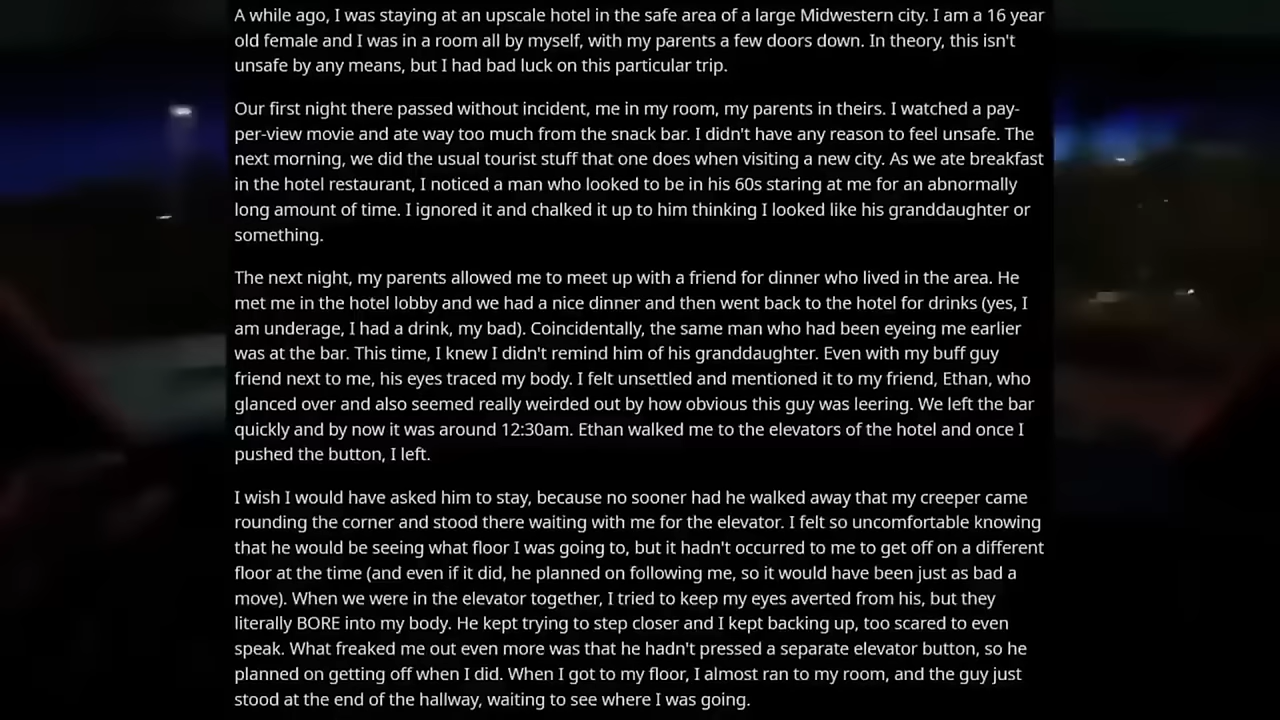 A while ago, I was staying at an upscale hotel in the safe area of a large Midwestern city. I am a 16 year
old female and I was in a room all by myself, with my parents a few doors down. In theory, this isn't
unsafe by any means, but I had bad luck on this particular trip.
Our first night there passed without incident, me in my room, my parents in theirs. I watched a pay-
per-view movie and ate way too much from the snack bar. I didn't have any reason to feel unsafe. The
next morning, we did the usual tourist stuff that one does when visiting a new city. As we ate breakfast
in the hotel restaurant, I noticed a man who looked to be in his 60s staring at me for an abnormally
long amount of time. I ignored it and chalked it up to him thinking I looked like his granddaughter or
something.
The next night, my parents allowed me to meet up with a friend for dinner who lived in the area. He
met me in the hotel lobby and we had a nice dinner and then went back to the hotel for drinks (yes, I
am underage, I had a drink, my bad). Coincidentally, the same man who had been eyeing me earlier
was at the bar. This time, I knew I didn't remind him of his granddaughter. Even with my buff guy
friend next to me, his eyes traced my body. I felt unsettled and mentioned it to my friend, Ethan, who
glanced over and also seemed really weirded out by how obvious this guy was leering. We left the bar
quickly and by now it was around 12:30am. Ethan walked me to the elevators of the hotel and once I
pushed the button, I left.
I wish I would have asked him to stay, because no sooner had he walked away that my creeper came
rounding the corner and stood there waiting with me for the elevator. I felt so uncomfortable knowing
that he would be seeing what floor I was going to, but it hadn't occurred to me to get off on a different
floor at the time (and even if it did, he planned on following me, so it would have been just as bad a
move). When we were in the elevator together, I tried to keep my eyes averted from his, but they
literally BORE into my body. He kept trying to step closer and I kept backing up, too scared to even
speak. What freaked me out even more was that he hadn't pressed a separate elevator button, so he
planned on getting off when I did. When I got to my floor, I almost ran to my room, and the guy just
stood at the end of the hallway, waiting to see where I was going.